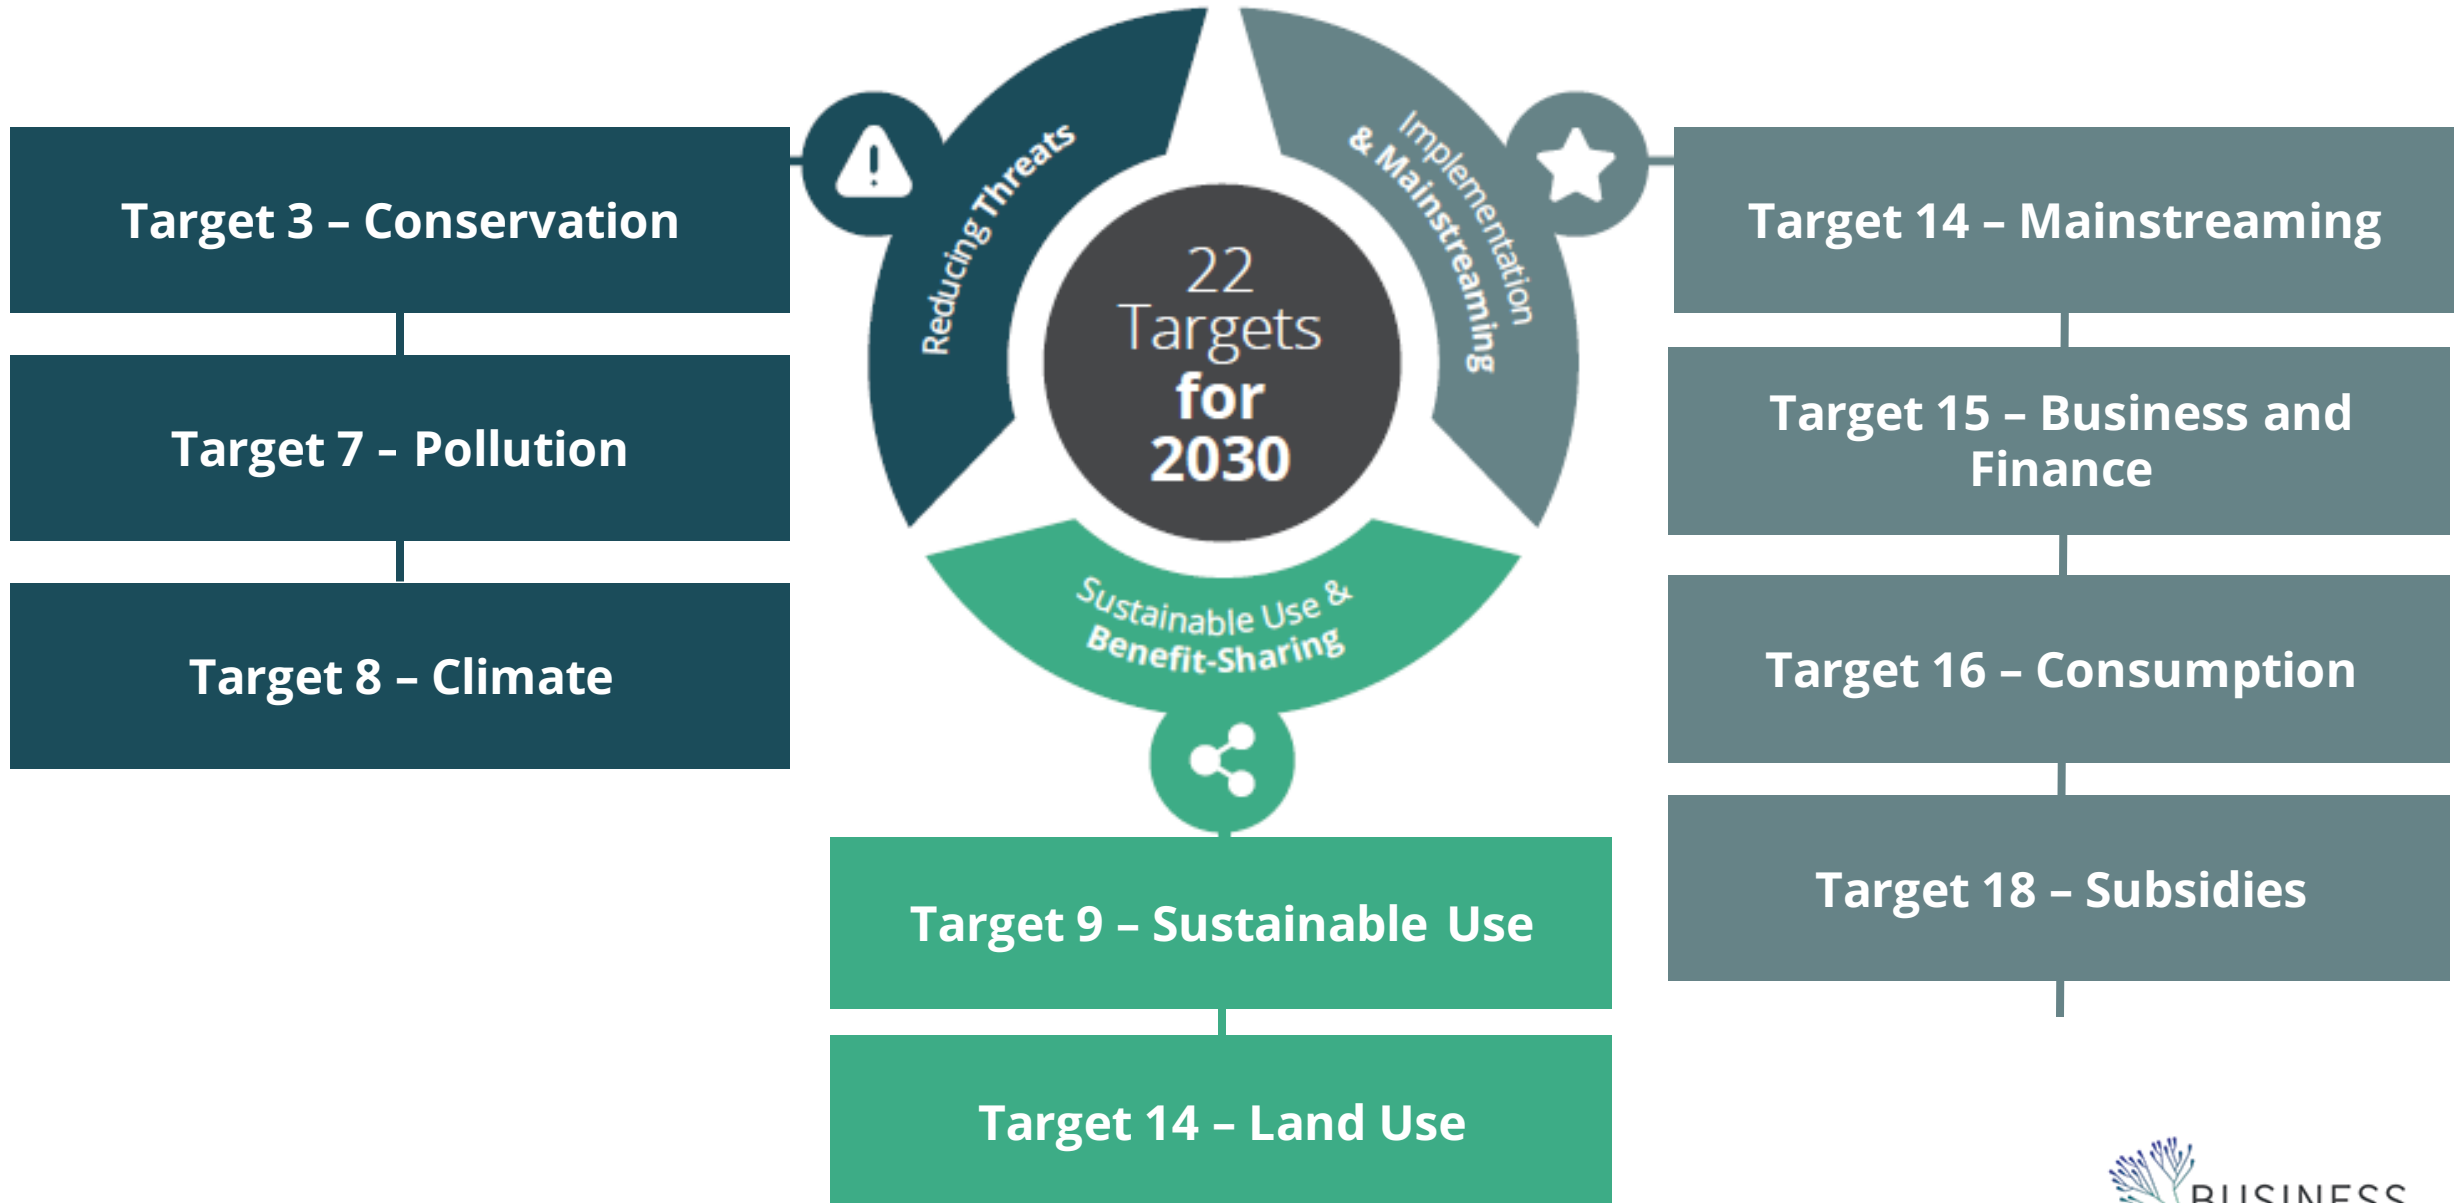 Target 3 – Conservation
Target 7 – Pollution
Target 8 – Climate
Reducing Threats
22
Targets
for
2030
Implementation
& Mainstreaming
Sustainable Use &
Benefit-Sharing
Target 9 – Sustainable Use
Target 14 – Land Use
Target 14 – Mainstreaming
Target 15 – Business and
Finance
Target 16 – Consumption
Target 18 – Subsidies
BUSINESS